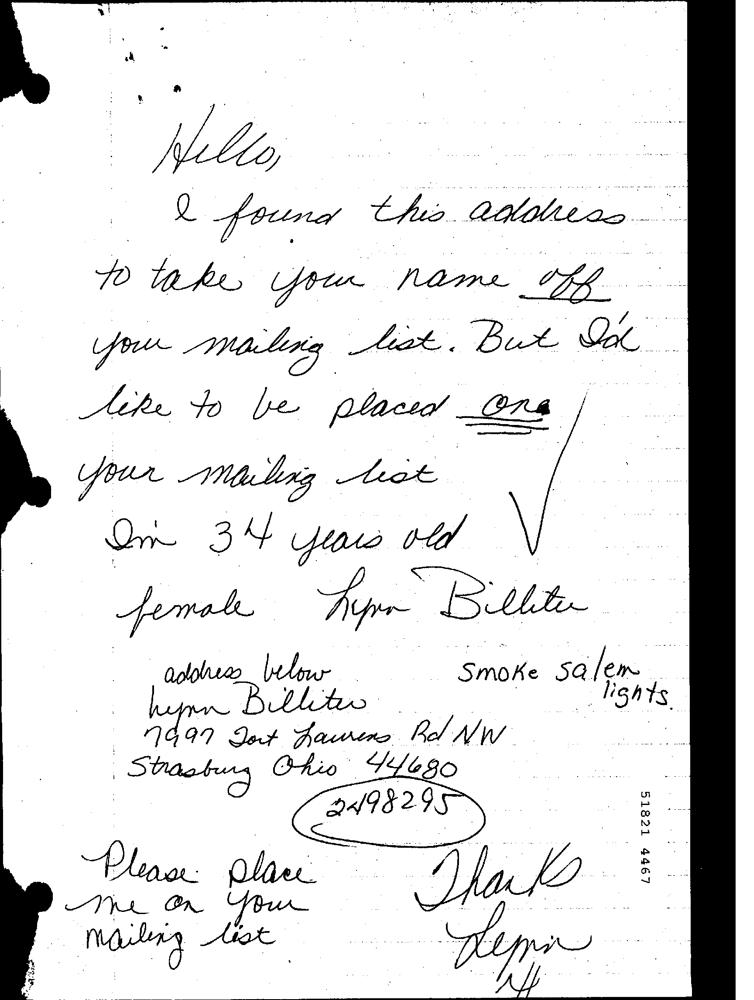 Hello,
I found this address
to take your name off
your mailing list. But I'd
like to be placed on
your mailing list
I'm 34 years old
female Lynn Billiter
address below
smoke salem
lights
Lynn Billiter
7997 Fort Laurens Rd NW
Strasburg Ohio 44680
2498295
51821 4467
Please place
me on your
mailing list
Thanks
Lynn